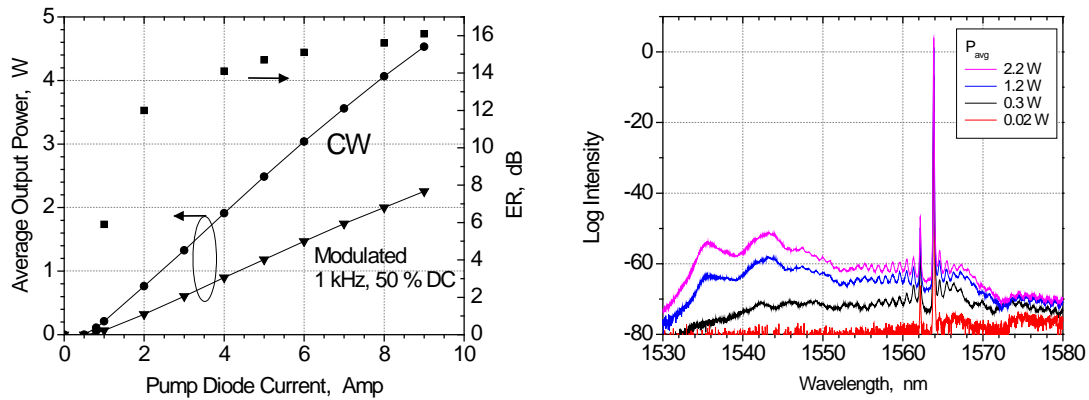 5
4
3
2
1
0
Average Output Power, W
16
14
12
10
8
6
4
2
0
ER, dB
CW
Modulated
1 kHz, 50 % DC
0 2 4 6 8 10
Pump Diode Current, Amp
0
-20
-40
-60
-80
Log Intensity
P_avg
2.2 W
1.2 W
0.3 W
0.02 W
1530 1540 1550 1560 1570 1580
Wavelength, nm